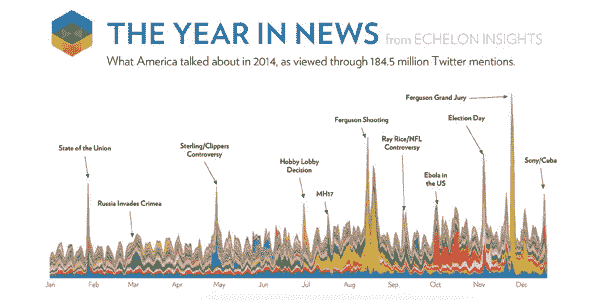 THE YEAR IN NEWS from ECHELON INSIGHTS
What America talked about in 2014, as viewed through 184.5 million Twitter mentions.
Ferguson Grand Jury
Ferguson Shooting
Election Day
State of the Union
Sterling/Clippers
Controversy
Ray Rice/NFL
Controversy
Hobby Lobby
Decision
Sony/Cuba
Ebola in
the US
MH17
Russia Invades Crimea
Jan Feb Mar Apr May Jun Jul Aug Sep Oct Nov Dec